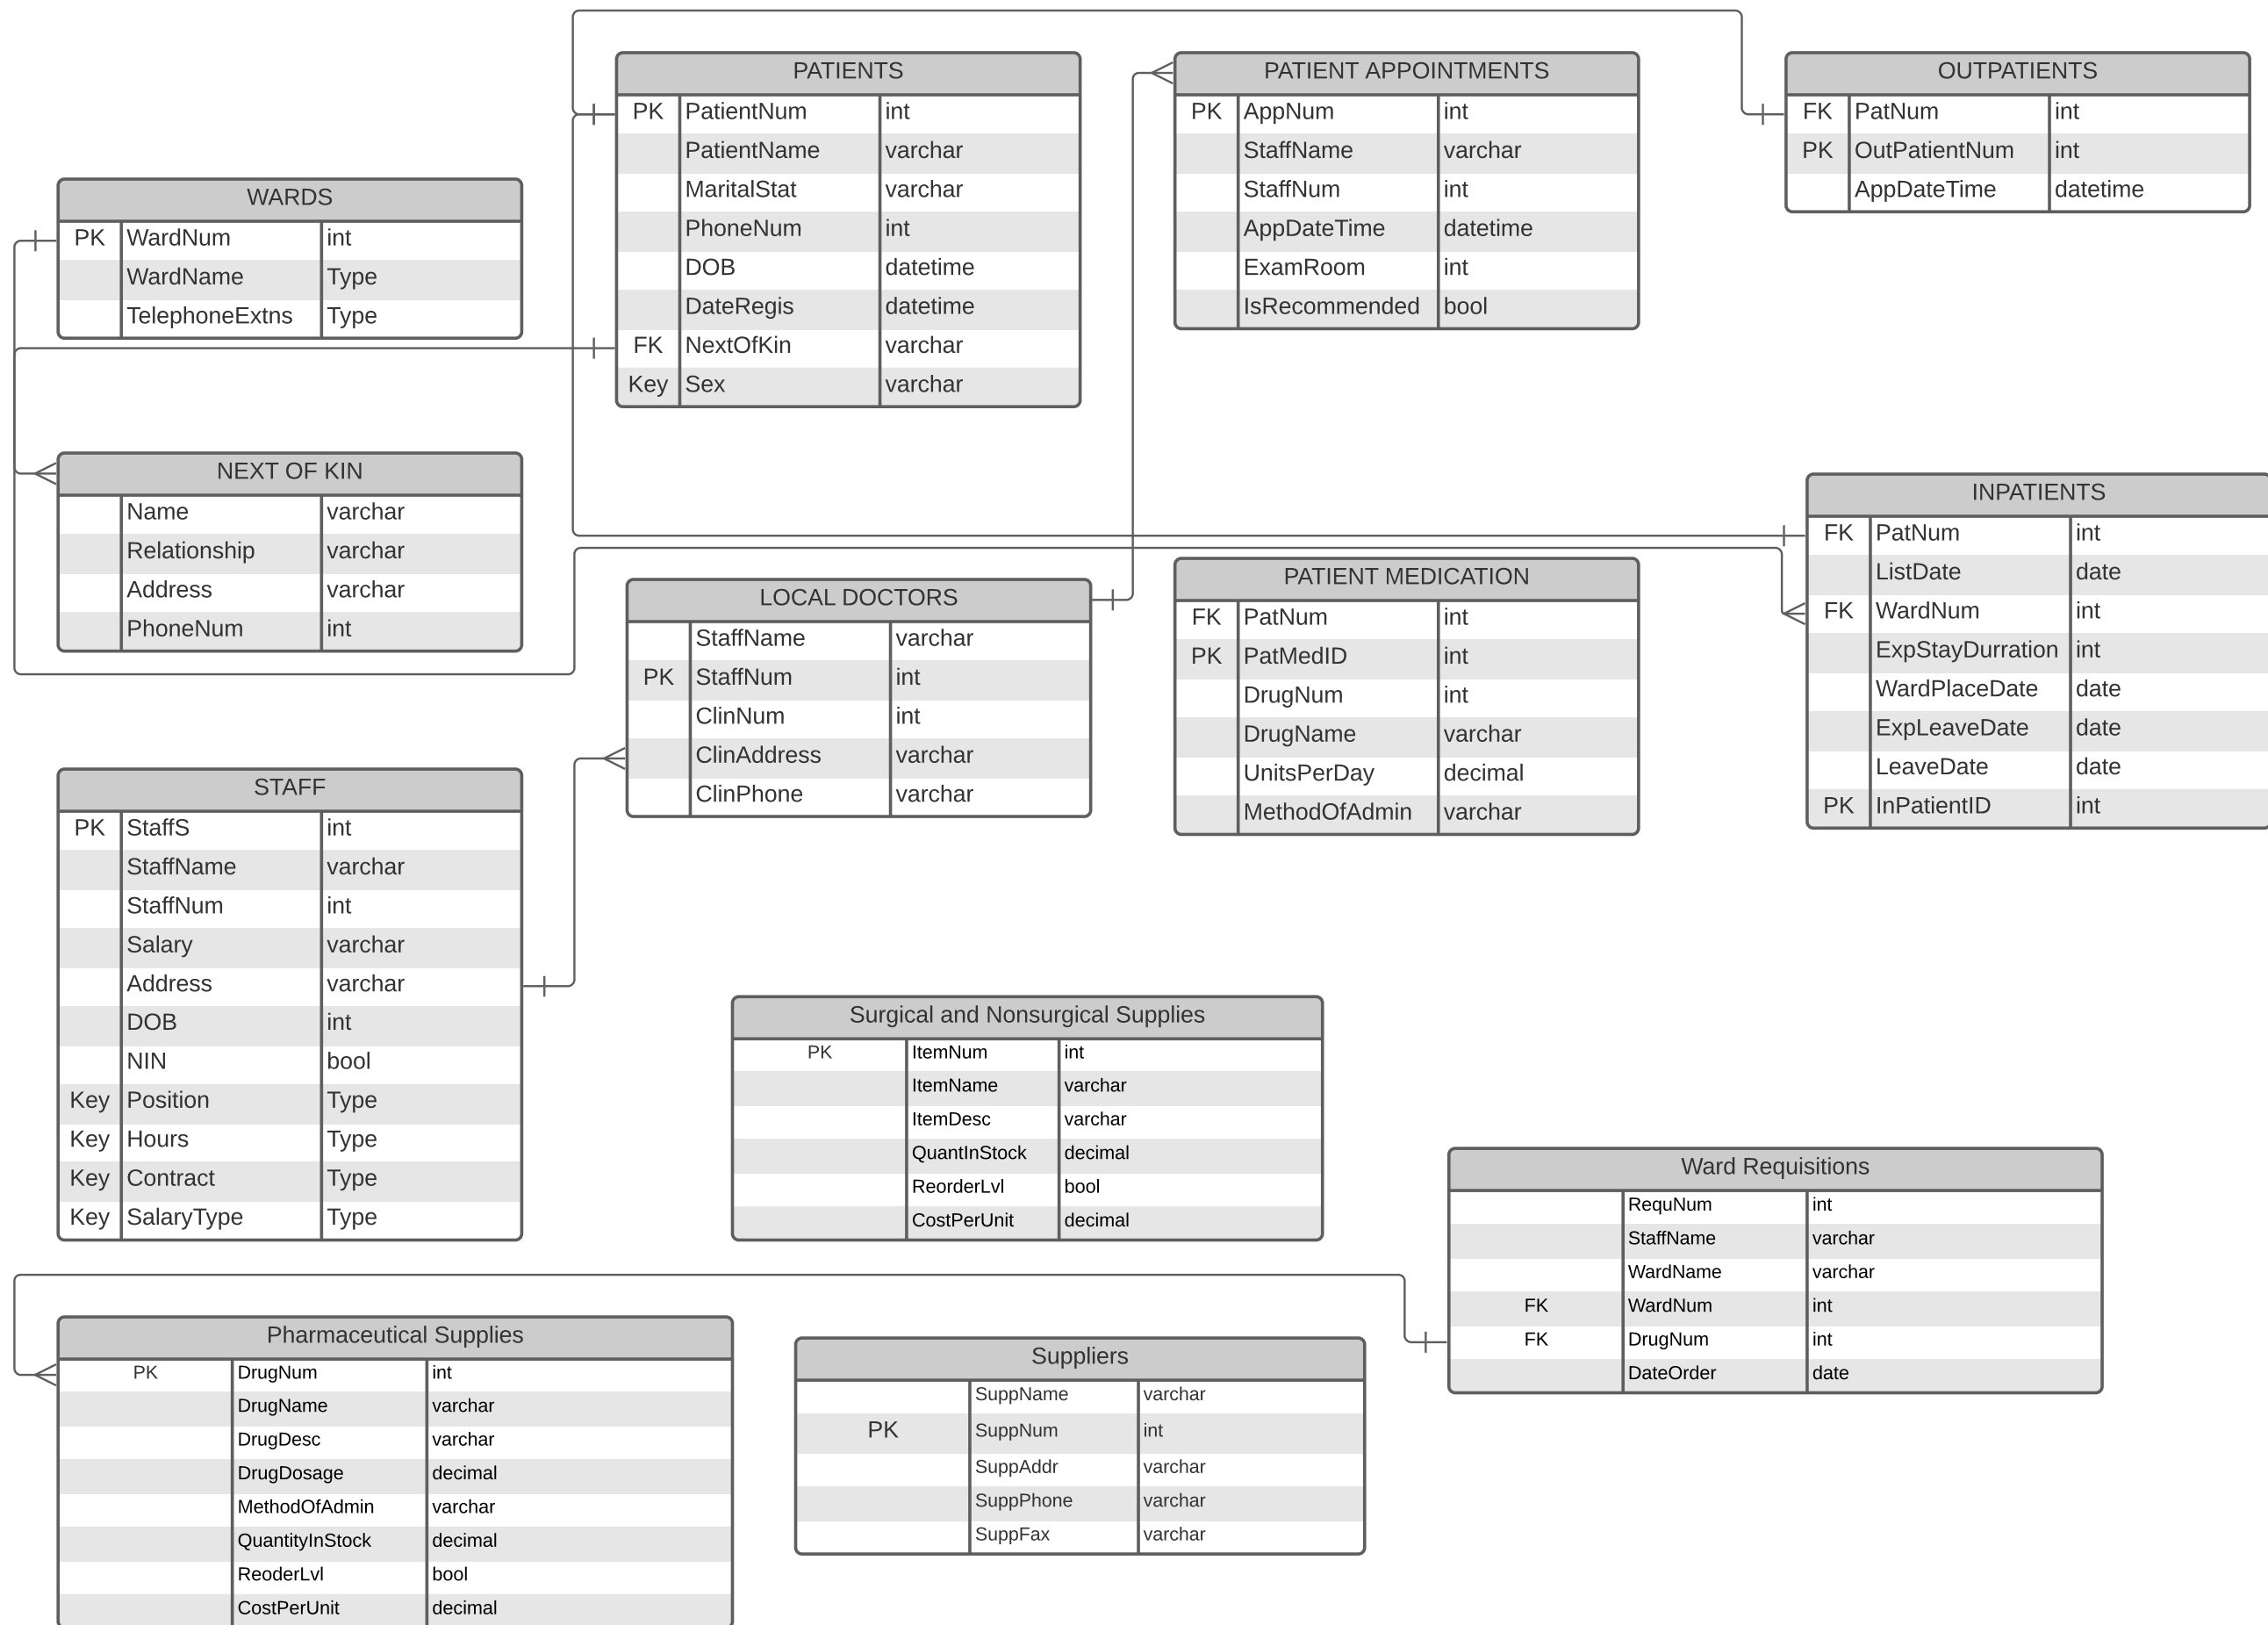 PATIENTS
PK PatientNum int
PatientName varchar
MaritalStat varchar
PhoneNum int
DOB datetime
DateRegis datetime
FK NextOfKin varchar
Key Sex varchar
PATIENT APPOINTMENTS
PK AppNum int
StaffName varchar
StaffNum int
AppDateTime datetime
ExamRoom int
IsRecommended bool
OUTPATIENTS
FK PatNum int
PK OutPatientNum int
AppDateTime datetime
WARDS
PK WardNum int
WardName Type
TelephoneExtns Type
NEXT OF KIN
Name varchar
Relationship varchar
Address varchar
PhoneNum int
INPATIENTS
FK PatNum int
ListDate date
FK WardNum int
ExpStayDurration int
WardPlaceDate date
ExpLeaveDate date
LeaveDate date
PK InPatientID int
LOCAL DOCTORS
StaffName varchar
PK StaffNum int
ClinNum int
ClinAddress varchar
ClinPhone varchar
PATIENT MEDICATION
FK PatNum int
PK PatMedID int
DrugNum int
DrugName varchar
UnitsPerDay decimal
MethodOfAdmin varchar
STAFF
PK StaffS int
StaffName varchar
StaffNum int
Salary varchar
Address varchar
DOB int
NIN bool
Key Position Type
Key Hours Type
Key Contract Type
Key SalaryType Type
Surgical and Nonsurgical Supplies
PK ItemNum int
ItemName varchar
ItemDesc varchar
QuantInStock decimal
ReorderLvl bool
CostPerUnit decimal
Ward Requisitions
RequNum int
StaffName varchar
WardName varchar
FK WardNum int
FK DrugNum int
DateOrder date
Pharmaceutical Supplies
PK DrugNum int
DrugName varchar
DrugDesc varchar
DrugDosage decimal
MethodOfAdmin varchar
QuantityInStock decimal
ReoderLvl bool
CostPerUnit decimal
Suppliers
SuppName varchar
PK SuppNum int
SuppAddr varchar
SuppPhone varchar
SuppFax varchar